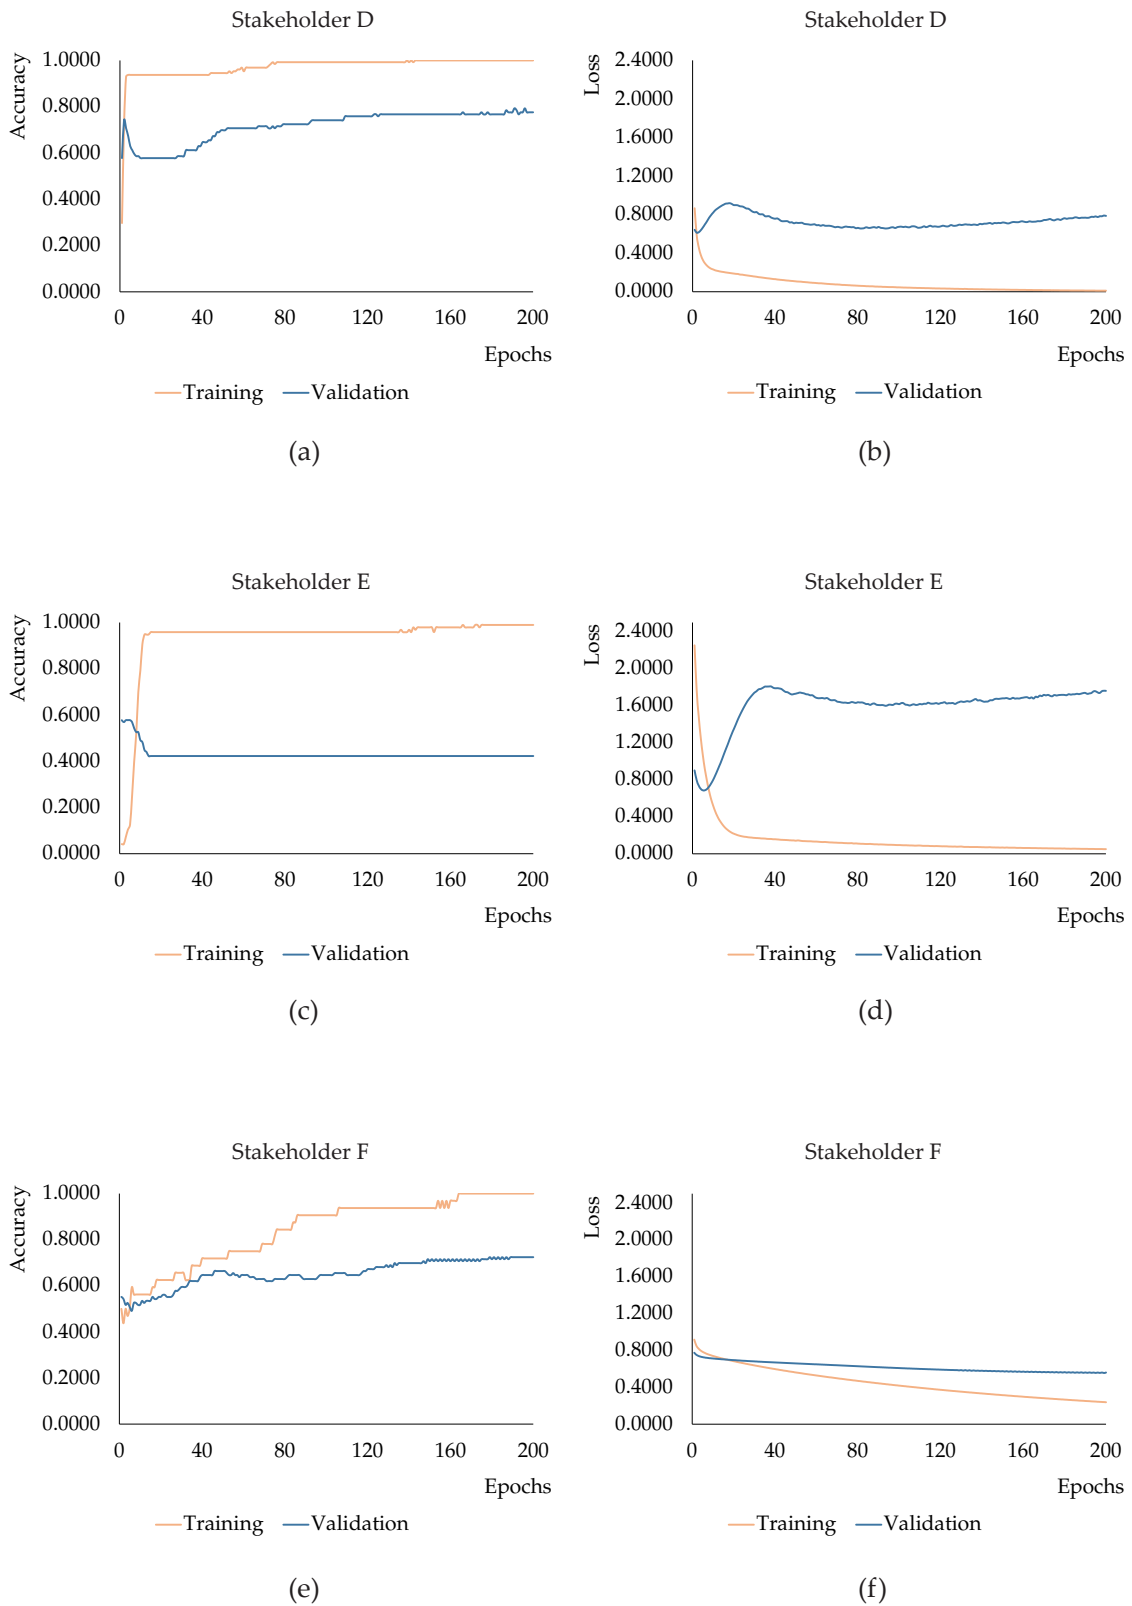 Stakeholder D
Accuracy
1.0000
0.8000
0.6000
0.4000
0.2000
0.0000
0 40 80 120 160 200
Epochs
Training Validation
(a)
Stakeholder D
Loss
2.4000
2.0000
1.6000
1.2000
0.8000
0.4000
0.0000
0 40 80 120 160 200
Epochs
Training Validation
(b)
Stakeholder E
Accuracy
1.0000
0.8000
0.6000
0.4000
0.2000
0.0000
0 40 80 120 160 200
Epochs
Training Validation
(c)
Stakeholder E
Loss
2.4000
2.0000
1.6000
1.2000
0.8000
0.4000
0.0000
0 40 80 120 160 200
Epochs
Training Validation
(d)
Stakeholder F
Accuracy
1.0000
0.8000
0.6000
0.4000
0.2000
0.0000
0 40 80 120 160 200
Epochs
Training Validation
(e)
Stakeholder F
Loss
2.4000
2.0000
1.6000
1.2000
0.8000
0.4000
0.0000
0 40 80 120 160 200
Epochs
Training Validation
(f)